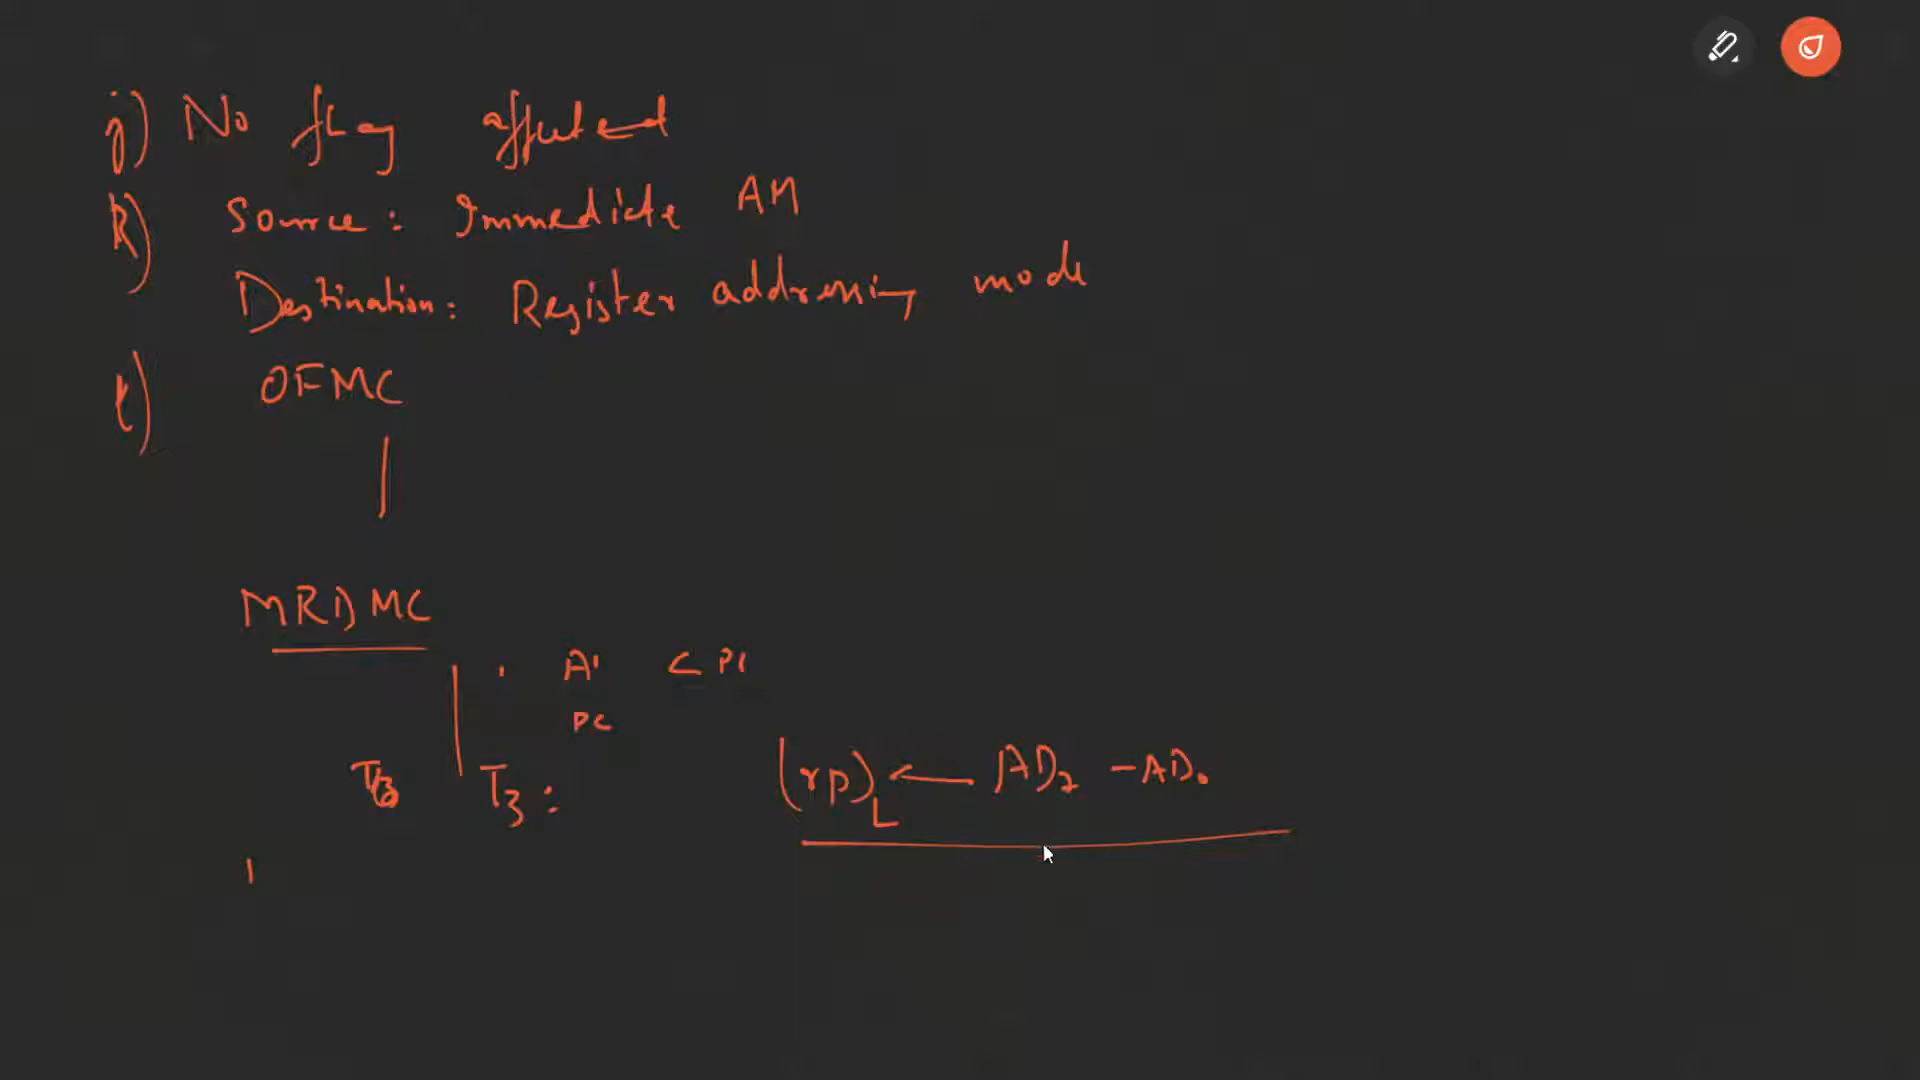 j) No flag affected
k) Source: Immediate AM
Destination: Register addressing mode
l) OFMC
MRDMC
A < PC
PC
T3 T3: (rp)L ← AD7 - AD0